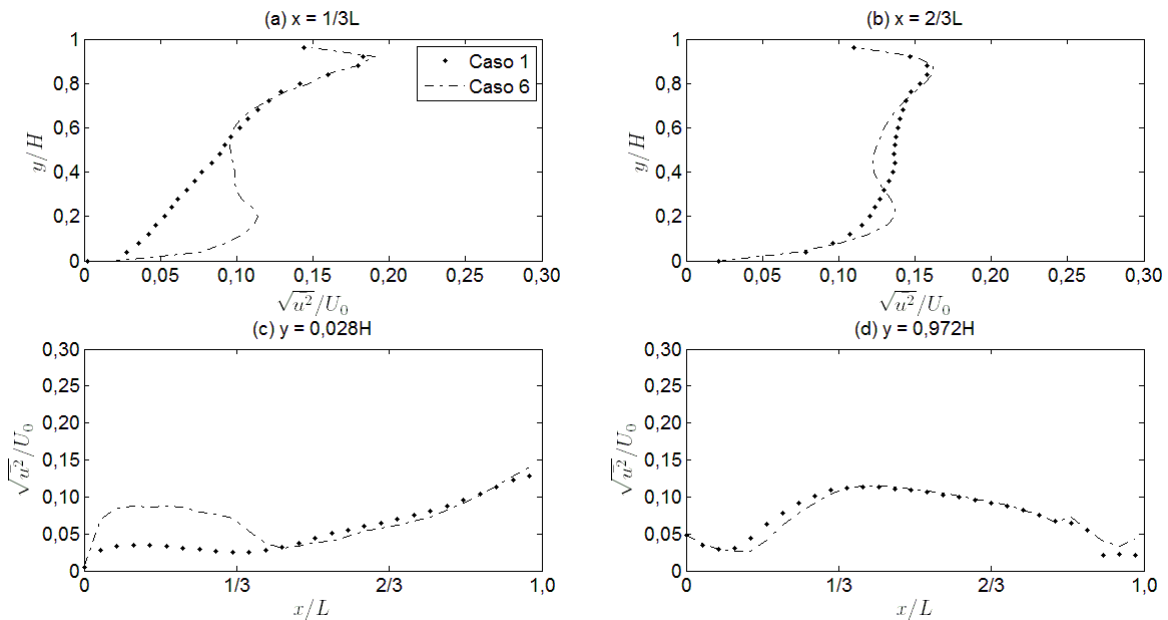 (a) x = 1/3L
1
0,8
0,6
0,4
0,2
0
y/H
Caso 1
Caso 6
0 0,05 0,10 0,15 0,20 0,25 0,30
√u²/U₀
(b) x = 2/3L
1
0,8
0,6
0,4
0,2
0
y/H
0 0,05 0,10 0,15 0,20 0,25 0,30
√u²/U₀
(c) y = 0,028H
0,30
0,25
0,20
0,15
0,10
0,05
0
√u²/U₀
0 1/3 2/3 1,0
x/L
(d) y = 0,972H
0,30
0,25
0,20
0,15
0,10
0,05
0
√u²/U₀
0 1/3 2/3 1,0
x/L